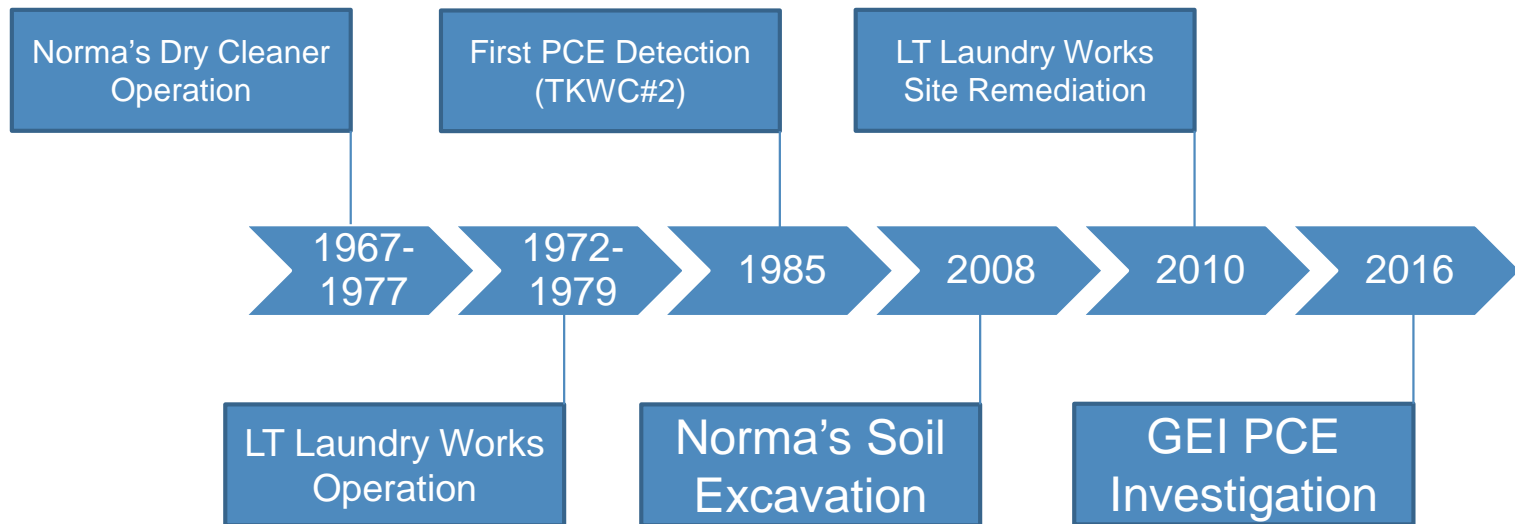 Norma’s Dry Cleaner
Operation
First PCE Detection
(TKWC#2)
LT Laundry Works
Site Remediation
1967-
1977
1972-
1979
1985
2008
2010
2016
LT Laundry Works
Operation
Norma’s Soil
Excavation
GEI PCE
Investigation